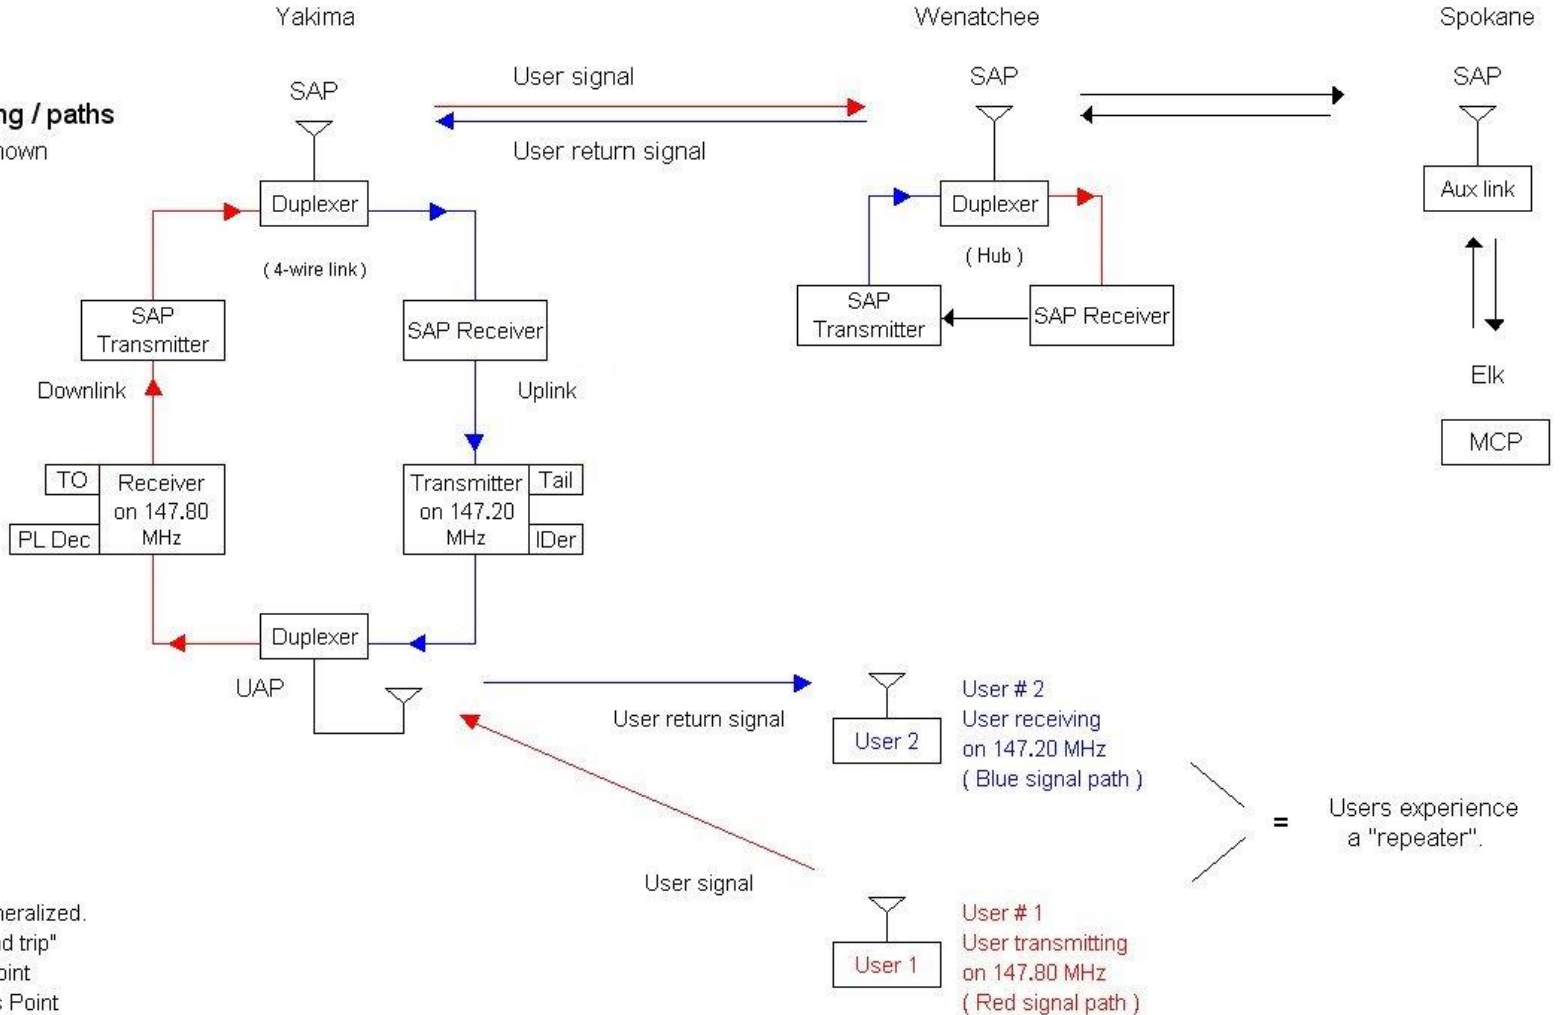 Yakima
Wenatchee
Spokane
SAP
User signal
SAP
SAP
/ paths
User return signal
Duplexer
Duplexer
Aux link
( 4-wire link )
( Hub )
SAP
Transmitter
SAP Receiver
SAP
Transmitter
SAP Receiver
Downlink
Uplink
Elk
MCP
TO
Receiver
on 147.80
MHz
PL Dec
Transmitter
on 147.20
MHz
Tail
IDer
Duplexer
UAP
User return signal
User 2
User # 2
User receiving
on 147.20 MHz
( Blue signal path )
=
Users experience
a "repeater".
User signal
User 1
User # 1
User transmitting
on 147.80 MHz
( Red signal path )
trip"
Point